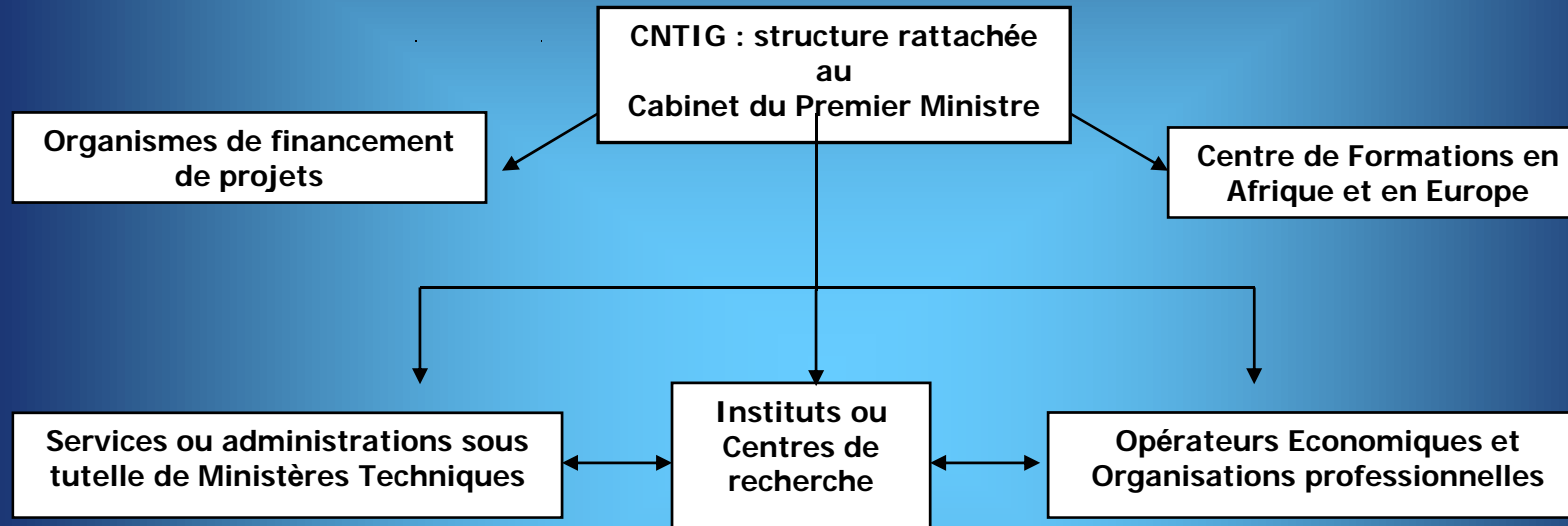 CNTIG : structure rattachée
au
Cabinet du Premier Ministre
Organismes de financement
de projets
Centre de Formations en
Afrique et en Europe
Services ou administrations sous
tutelle de Ministères Techniques
Instituts ou
Centres de
recherche
Opérateurs Economiques et
Organisations professionnelles